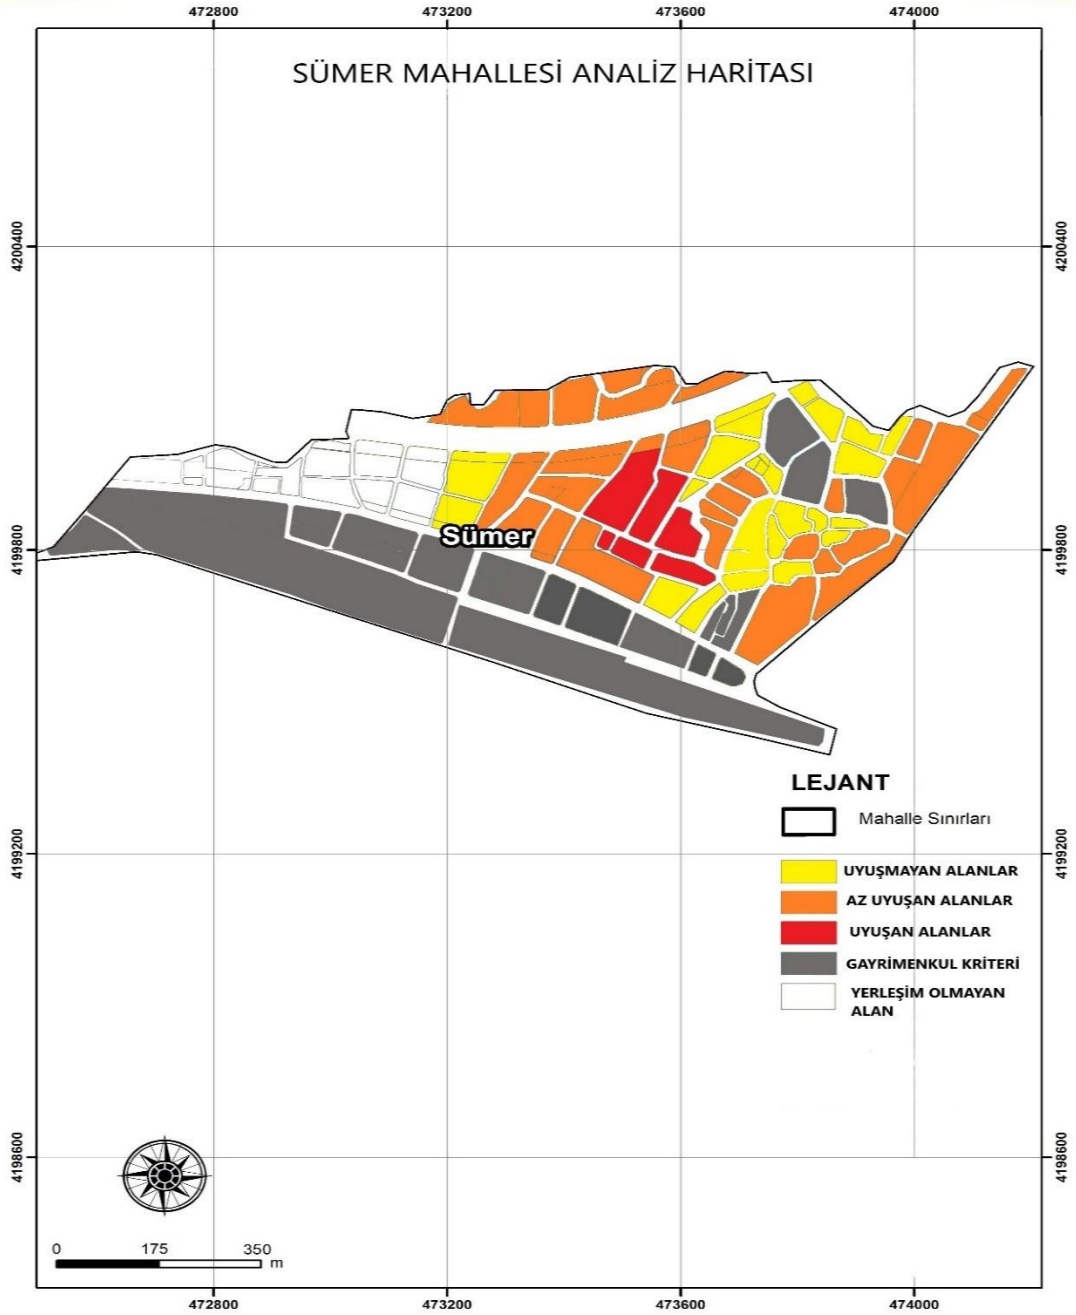 472800 473200 473600 474000
SÜMER MAHALLESİ ANALİZ HARİTASI
4200400 4200400
Sümer
4199800 4199800
LEJANT
Mahalle Sınırları
4199200 4199200
UYUŞMAYAN ALANLAR
AZ UYUŞAN ALANLAR
UYUŞAN ALANLAR
GAYRİMENKUL KRİTERİ
YERLEŞİM OLMAYAN
ALAN
4198600 4198600
0 175 350
m
472800 473200 473600 474000